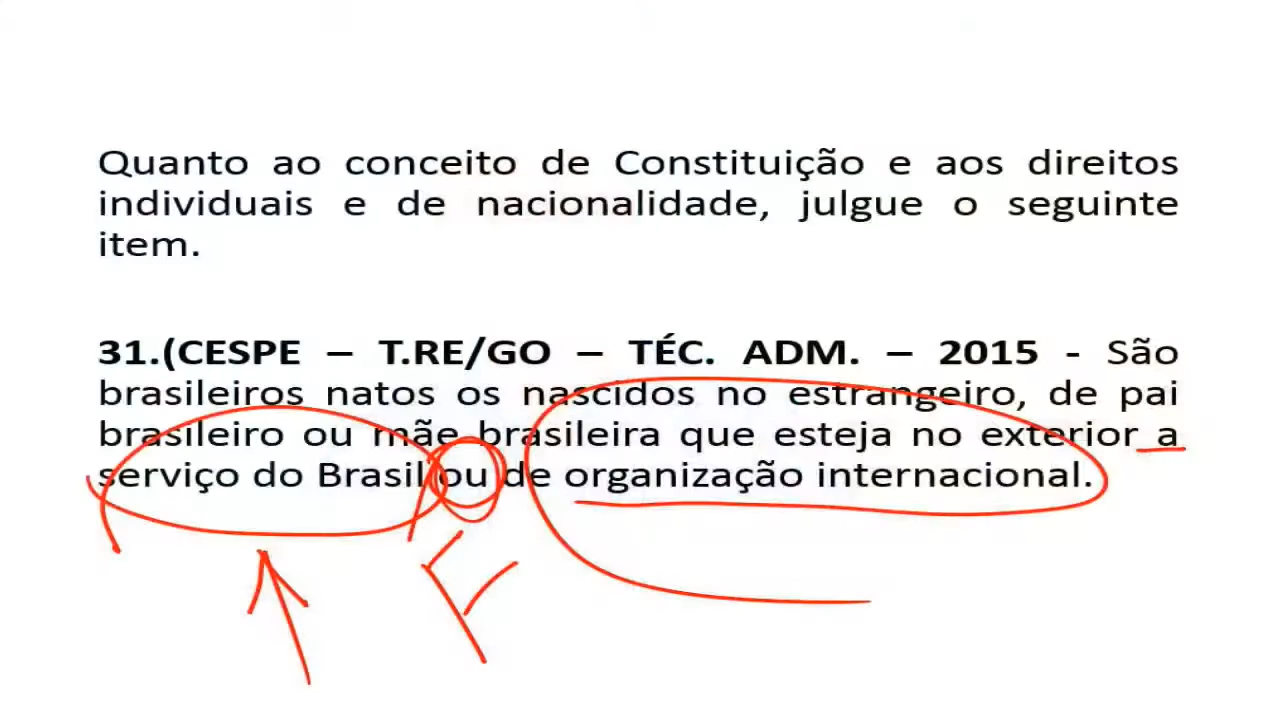 Quanto ao conceito de Constituição e aos direitos
individuais e de nacionalidade, julgue o seguinte
item.
31.(CESPE – T.RE/GO – TÉC. ADM. – 2015 - São
brasileiros natos os nascidos no estrangeiro, de pai
brasileiro ou mãe brasileira que esteja no exterior a
serviço do Brasil ou de organização internacional.
F